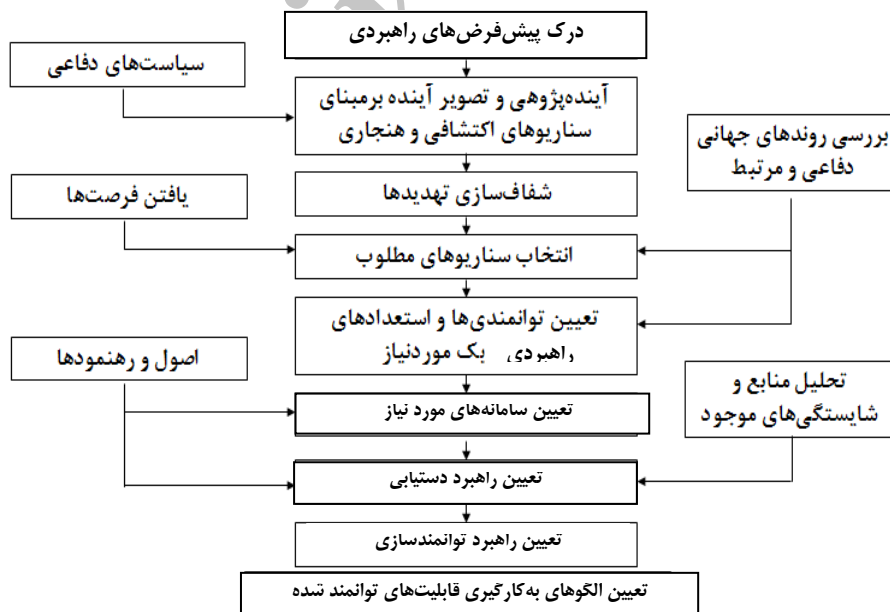 درک پیش‌فرض‌های راهبردی
سیاست‌های دفاعی
آینده‌پژوهی و تصویر آینده برمبنای
سناریوهای اکتشافی و هنجاری
بررسی روندهای جهانی
دفاعی و مرتبط
شفاف‌سازی تهدیدها
یافتن فرصت‌ها
انتخاب سناریوهای مطلوب
تعیین توانمندی‌ها و استعدادهای
راهبردی یک موردنیاز
اصول و رهنمودها
تحلیل منابع و
شایستگی‌های موجود
تعیین سامانه‌های مورد نیاز
تعیین راهبرد دستیابی
تعیین راهبرد توانمندسازی
تعیین الگوهای به‌کارگیری قابلیت‌های توانمند شده